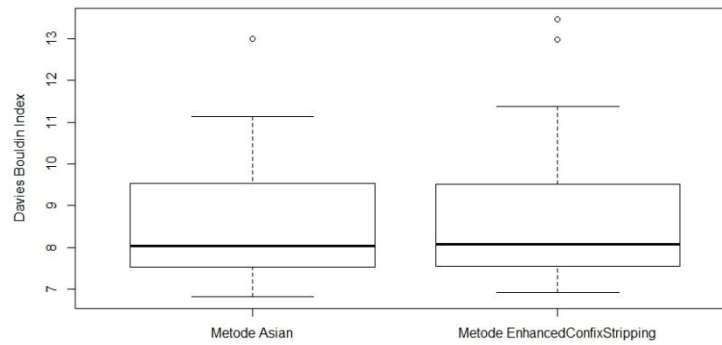 Davies Bouldin Index
13
12
11
10
9
8
7
Metode Asian
Metode EnhancedConfixStripping